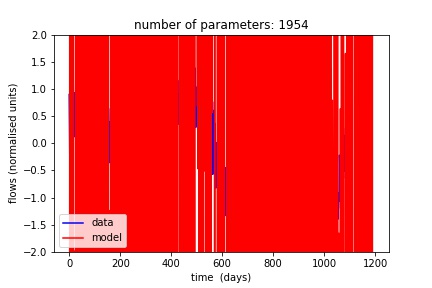 number of parameters: 1954
flows (normalised units)
2.0
1.5
1.0
0.5
0.0
−0.5
−1.0
−1.5
−2.0
data
model
0 200 400 600 800 1000 1200
time (days)